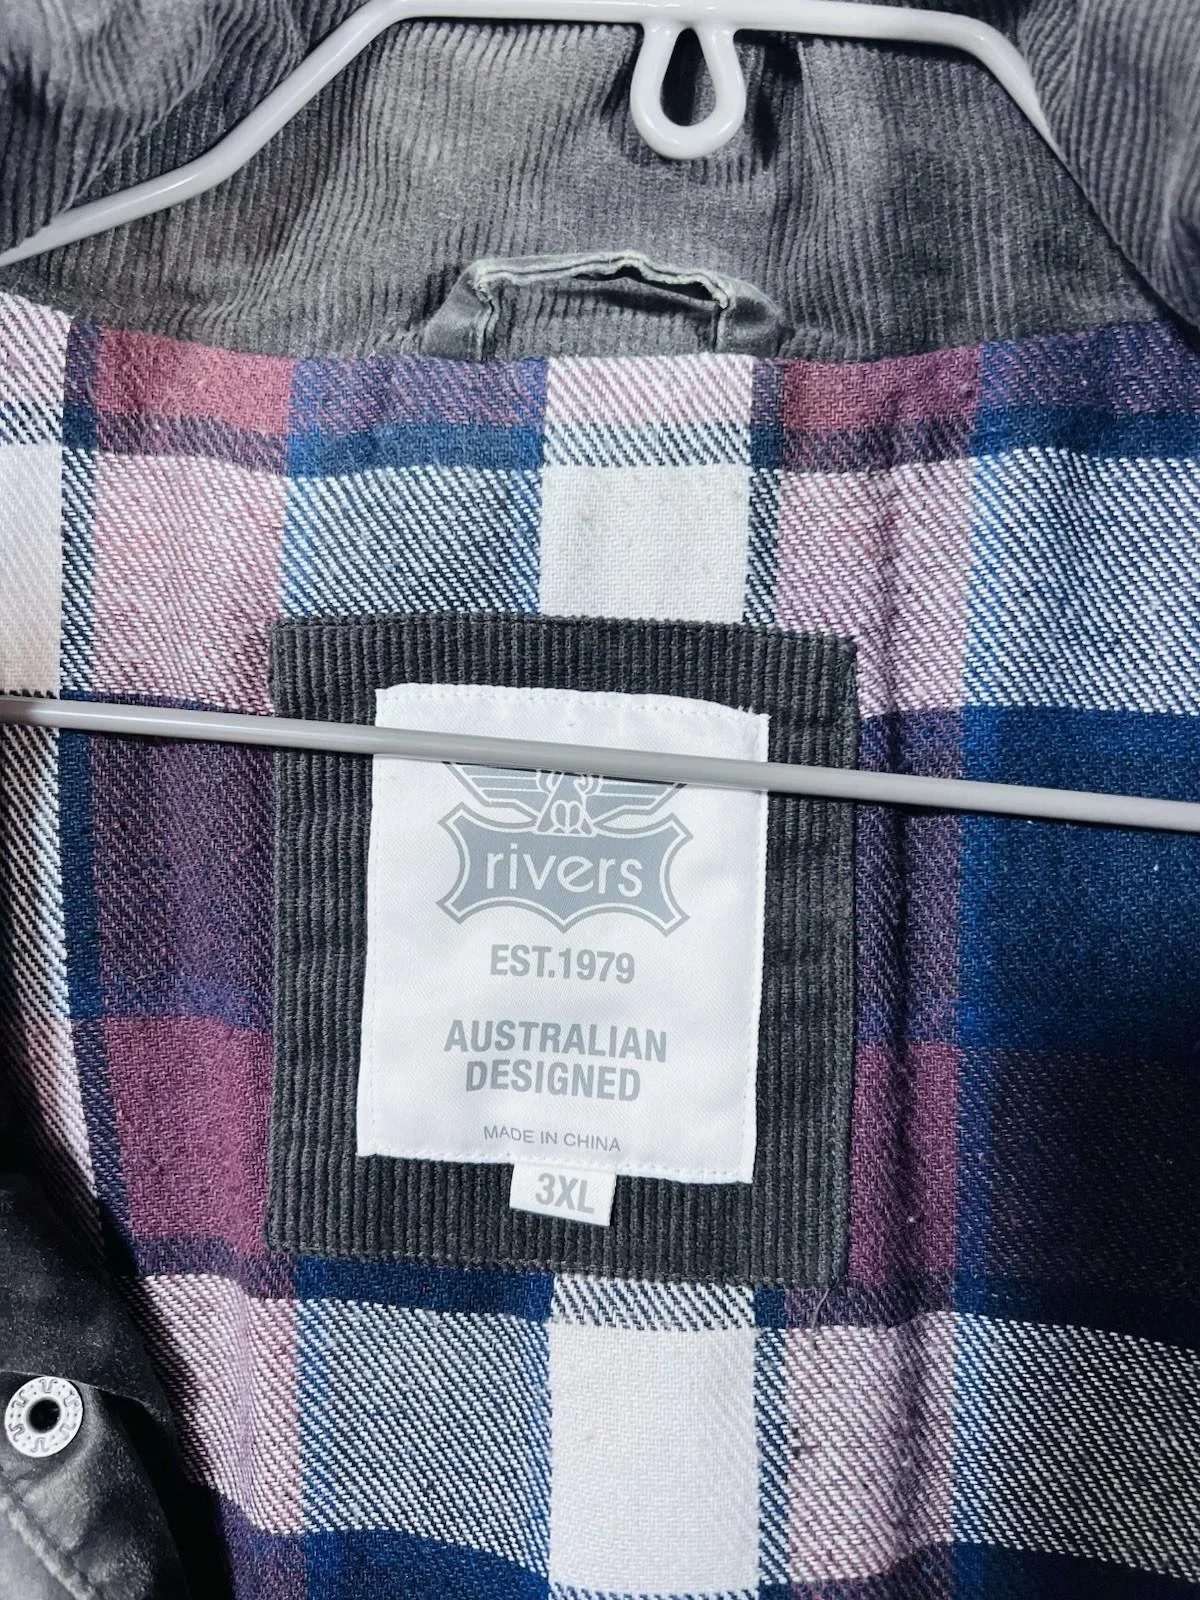 rivers
EST.1979
AUSTRALIAN
DESIGNED
MADE IN CHINA
3XL